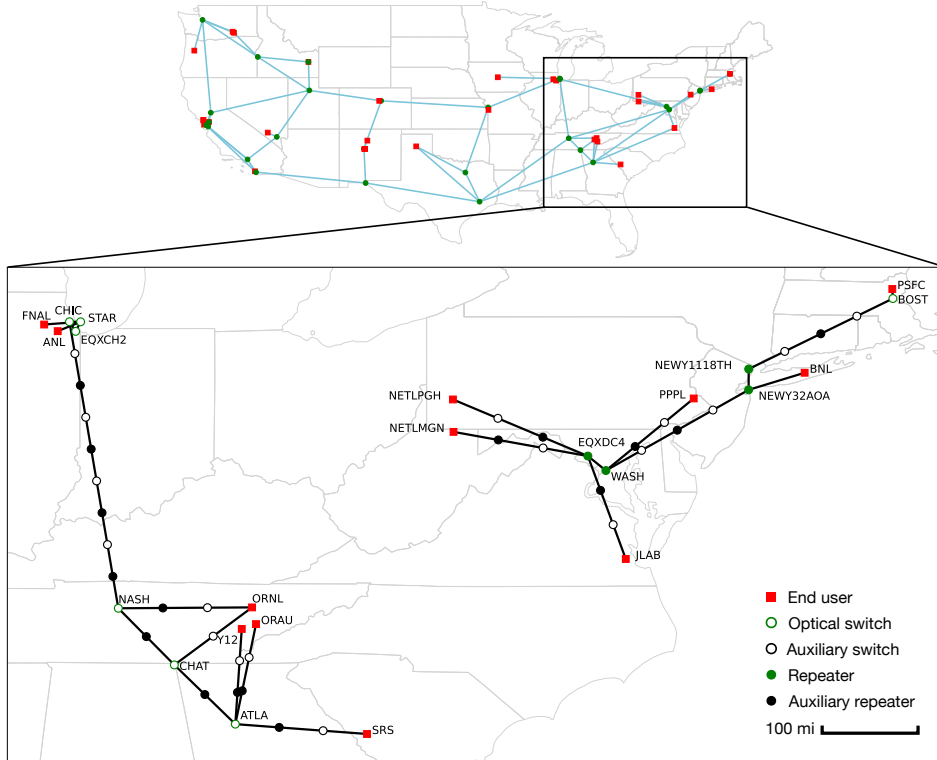 PSFC
BOST
FNAL
CHIC
STAR
ANL
EQXCH2
NEWY1118TH
BNL
NETLPGH
PPPL
NEWY32AOA
NETLMGN
EQXDC4
WASH
JLAB
NASH
ORNL
ORAU
Y12
CHAT
ATLA
SRS
End user
Optical switch
Auxiliary switch
Repeater
Auxiliary repeater
100 mi